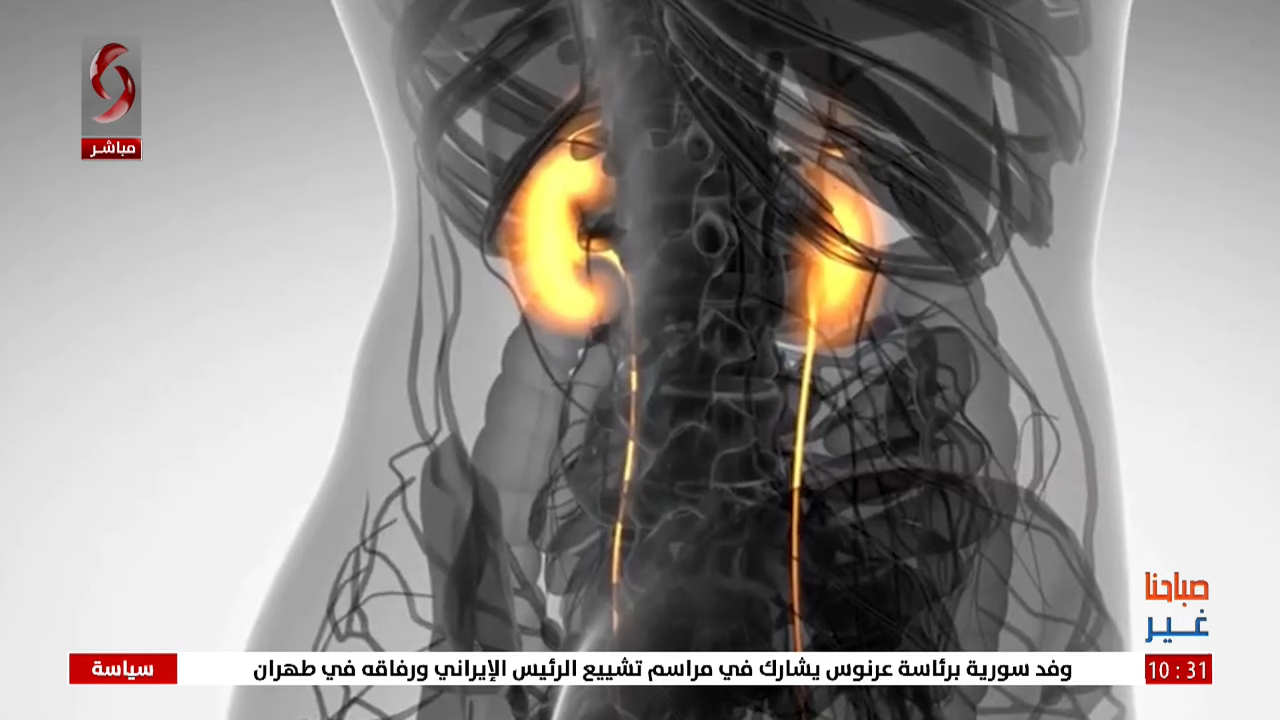 مباشر
صباحنا
غير
وفد سورية برئاسة عرنوس يشارك في مراسم تشييع الرئيس الإيراني ورفاقه في طهران
سياسة
10 : 31